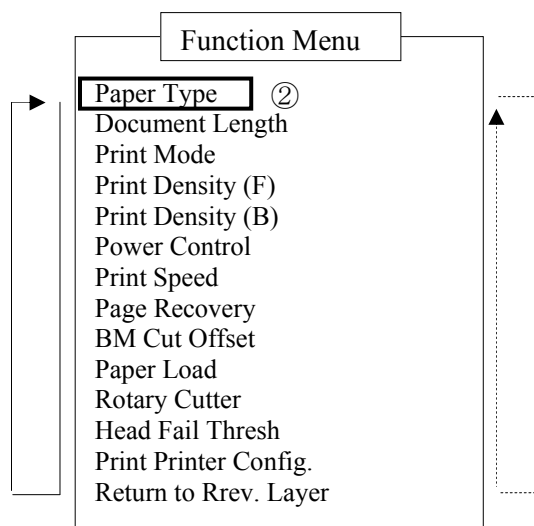 Function Menu
Paper Type ②
Document Length
Print Mode
Print Density (F)
Print Density (B)
Power Control
Print Speed
Page Recovery
BM Cut Offset
Paper Load
Rotary Cutter
Head Fail Thresh
Print Printer Config.
Return to Rrev. Layer